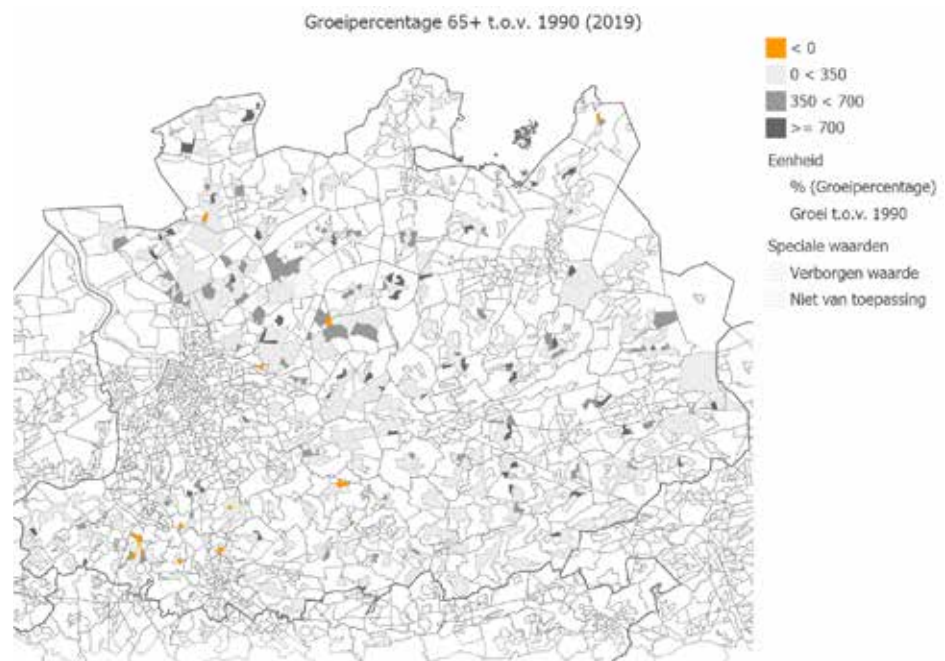 Groeipercentage 65+ t.o.v. 1990 (2019)
< 0
0 < 350
350 < 700
>= 700
Eenheid
% (Groeipercentage)
Groei t.o.v. 1990
Speciale waarden
Verborgen waarde
Niet van toepassing